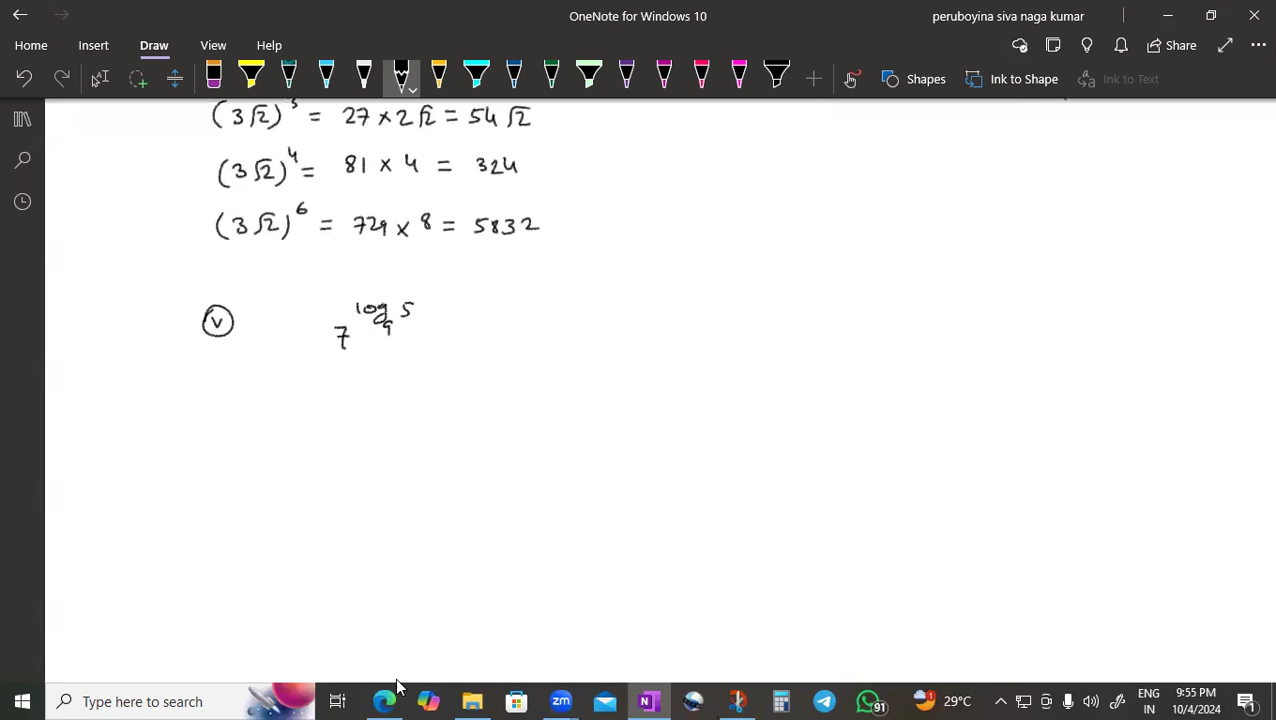 OneNote for Windows 10
peruboyina siva naga kumar
Home Insert Draw View Help
Share
Shapes Ink to Shape Ink to Text
(3√2)³ = 27 × 2√2 = 54√2
(3√2)⁴ = 81 × 4 = 324
(3√2)⁶ = 729 × 8 = 5832
(v) 7^(log₉ 5)
Type here to search
91
29°C
ENG
IN
9:55 PM
10/4/2024
1